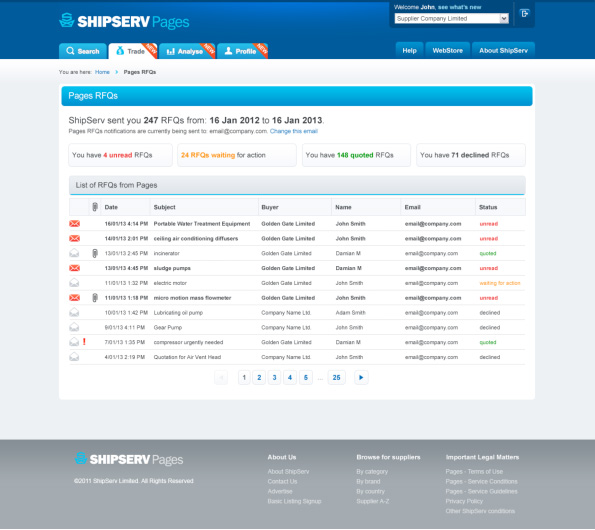 SHIPSERV Pages
Welcome John, see what's new
Supplier Company Limited
Search
Trade
NEW
Analyse
NEW
Profile
NEW
Help
WebStore
About ShipServ
You are here: Home > Pages RFQs
Pages RFQs
ShipServ sent you 247 RFQs from: 16 Jan 2012 to 16 Jan 2013.
Pages RFQs notifications are currently being sent to: email@company.com. Change this email
You have 4 unread RFQs
24 RFQs waiting for action
You have 148 quoted RFQs
You have 71 declined RFQs
List of RFQs from Pages
Date Subject Buyer Name Email Status
16/01/13 4:14 PM Portable Water Treatment Equipment Golden Gate Limited John Smith email@company.com unread
14/01/13 2:01 PM ceiling air conditioning diffusers Golden Gate Limited John Smith email@company.com unread
13/01/13 2:45 PM incinerator Golden Gate Limited Damian M email@company.com quoted
13/01/13 4:45 PM sludge pumps Golden Gate Limited Damian M email@company.com unread
11/01/13 1:32 PM electric motor Golden Gate Limited John Smith email@company.com waiting for action
11/01/13 1:18 PM micro motion mass flowmeter Golden Gate Limited John Smith email@company.com unread
10/01/13 1:42 PM Lubricating oil pump Company Name Ltd. Adam Smith email@company.com declined
9/01/13 4:11 PM Gear Pump Company Name Ltd. John Smith email@company.com declined
7/01/13 1:35 PM compressor urgently needed Golden Gate Limited Damian M email@company.com quoted
4/01/13 2:19 PM Quotation for Air Vent Head Company Name Ltd. John Smith email@company.com declined
1 2 3 4 5 ... 25
SHIPSERV Pages
©2011 ShipServ Limited. All Rights Reserved
About Us
About ShipServ
Contact Us
Advertise
Basic Listing Signup
Browse for suppliers
By category
By brand
By country
Supplier A-Z
Important Legal Matters
Pages - Terms of Use
Pages - Service Conditions
Pages - Service Guidelines
Privacy Policy
Other ShipServ conditions